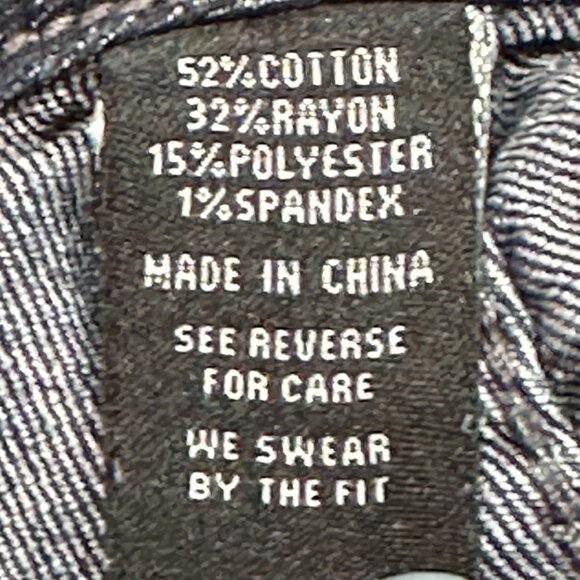 52%COTTON
32%RAYON
15%POLYESTER
1%SPANDEX
MADE IN CHINA
SEE REVERSE
FOR CARE
WE SWEAR
BY THE FIT